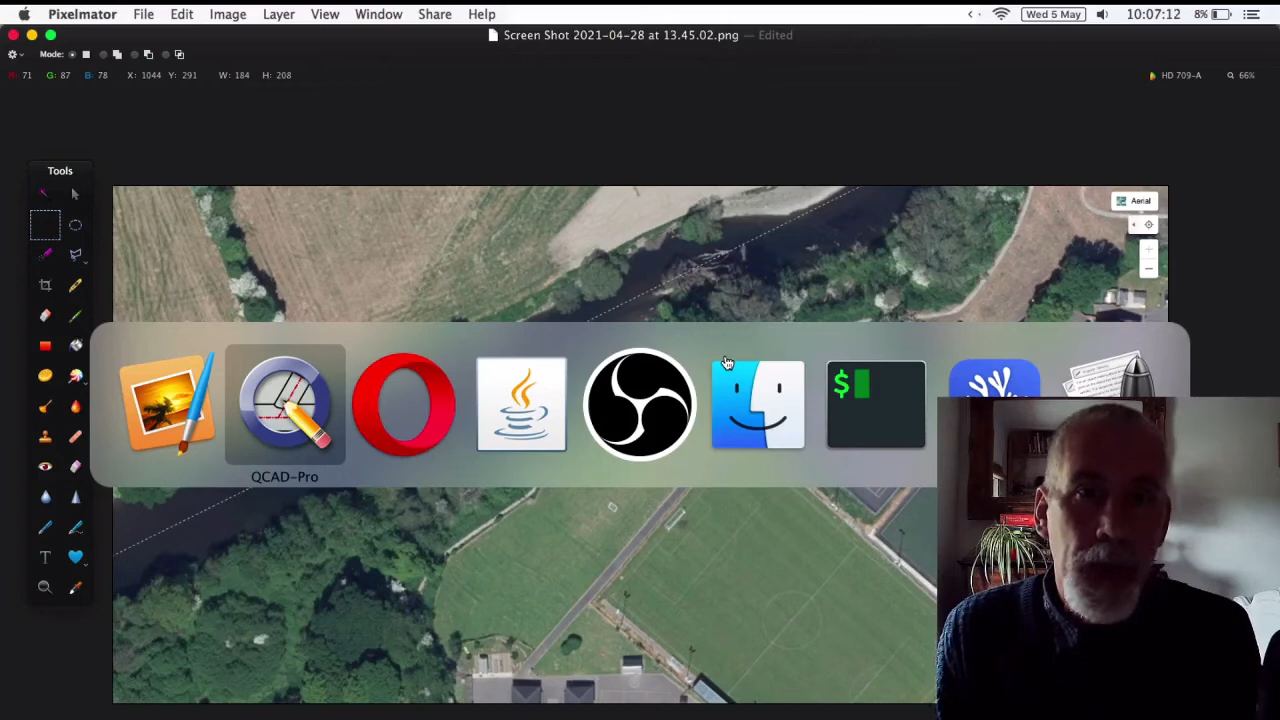 Pixelmator File Edit Image Layer View Window Share Help Wed 5 May 10:07:12 8%
Screen Shot 2021-04-28 at 13.45.02.png — Edited
Mode:
R: 71 G: 87 B: 78 X: 1044 Y: 291 W: 184 H: 208 HD 709-A 66%
Tools
Aerial
T
$
QCAD-Pro